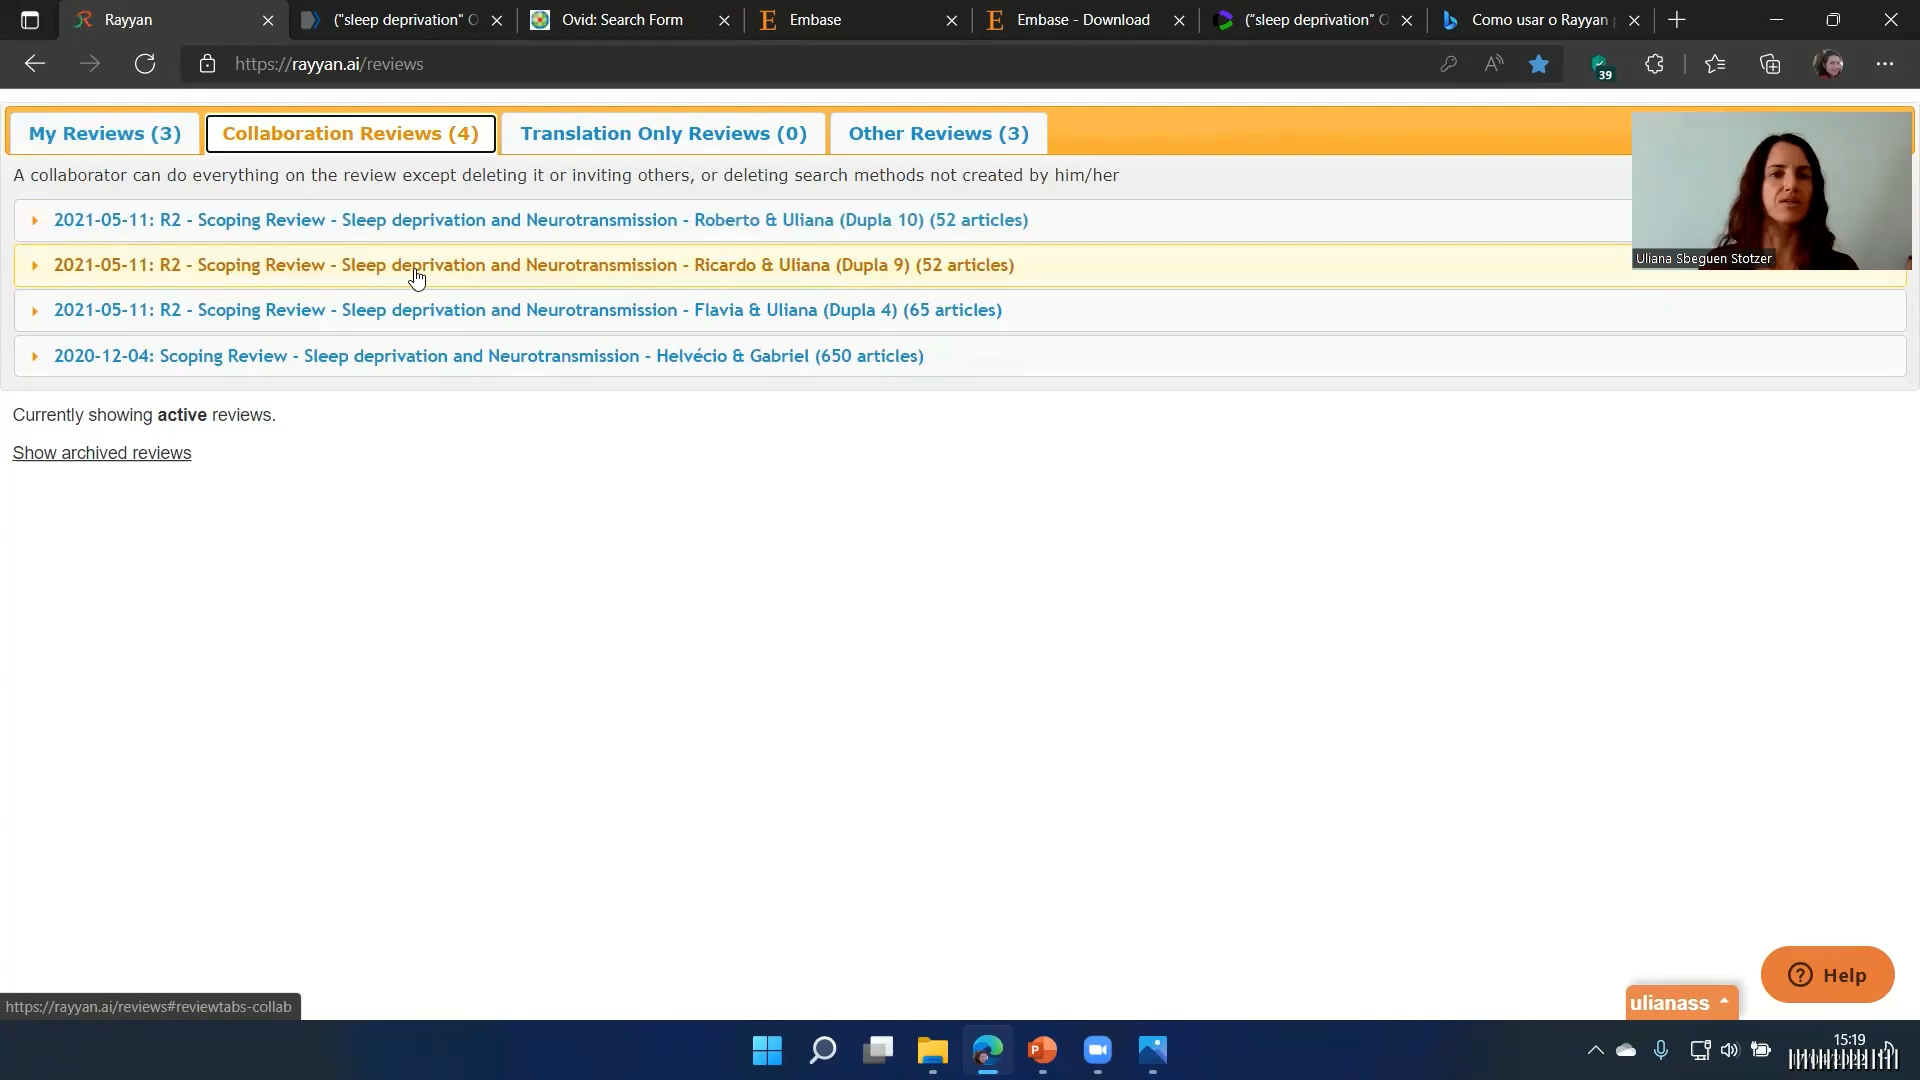 Rayyan
("sleep deprivation" O
Ovid: Search Form
Embase
Embase - Download
("sleep deprivation" O
Como usar o Rayyan
https://rayyan.ai/reviews
39
My Reviews (3)
Collaboration Reviews (4)
Translation Only Reviews (0)
Other Reviews (3)
A collaborator can do everything on the review except deleting it or inviting others, or deleting search methods not created by him/her
2021-05-11: R2 - Scoping Review - Sleep deprivation and Neurotransmission - Roberto & Uliana (Dupla 10) (52 articles)
2021-05-11: R2 - Scoping Review - Sleep deprivation and Neurotransmission - Ricardo & Uliana (Dupla 9) (52 articles)
Uliana Sbeguen Stotzer
2021-05-11: R2 - Scoping Review - Sleep deprivation and Neurotransmission - Flavia & Uliana (Dupla 4) (65 articles)
2020-12-04: Scoping Review - Sleep deprivation and Neurotransmission - Helvécio & Gabriel (650 articles)
Currently showing active reviews.
Show archived reviews
Help
https://rayyan.ai/reviews#reviewtabs-collab
ulianass
15:19